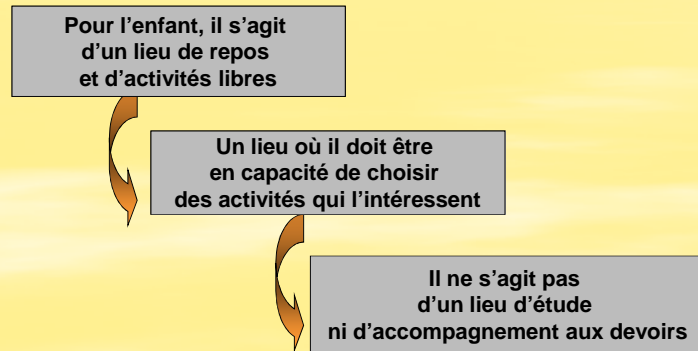 Pour l’enfant, il s’agit
d’un lieu de repos
et d’activités libres
Un lieu où il doit être
en capacité de choisir
des activités qui l’intéressent
Il ne s’agit pas
d’un lieu d’étude
ni d’accompagnement aux devoirs